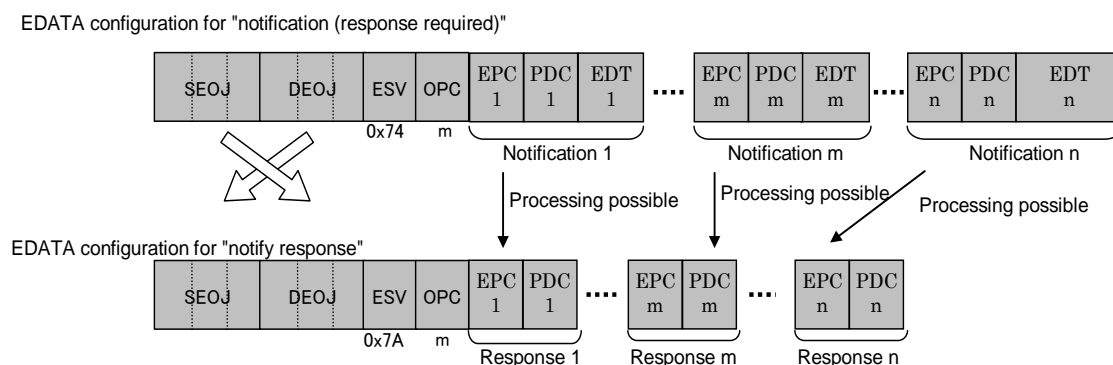 EDATA configuration for "notification (response required)"
SEOJ DEOJ ESV OPC EPC 1 PDC 1 EDT 1 ···· EPC m PDC m EDT m ···· EPC n PDC n EDT n
0x74 m
Notification 1 Notification m Notification n
Processing possible Processing possible Processing possible
EDATA configuration for "notify response"
SEOJ DEOJ ESV OPC EPC 1 PDC 1 ···· EPC m PDC m ···· EPC n PDC n
0x7A m
Response 1 Response m Response n